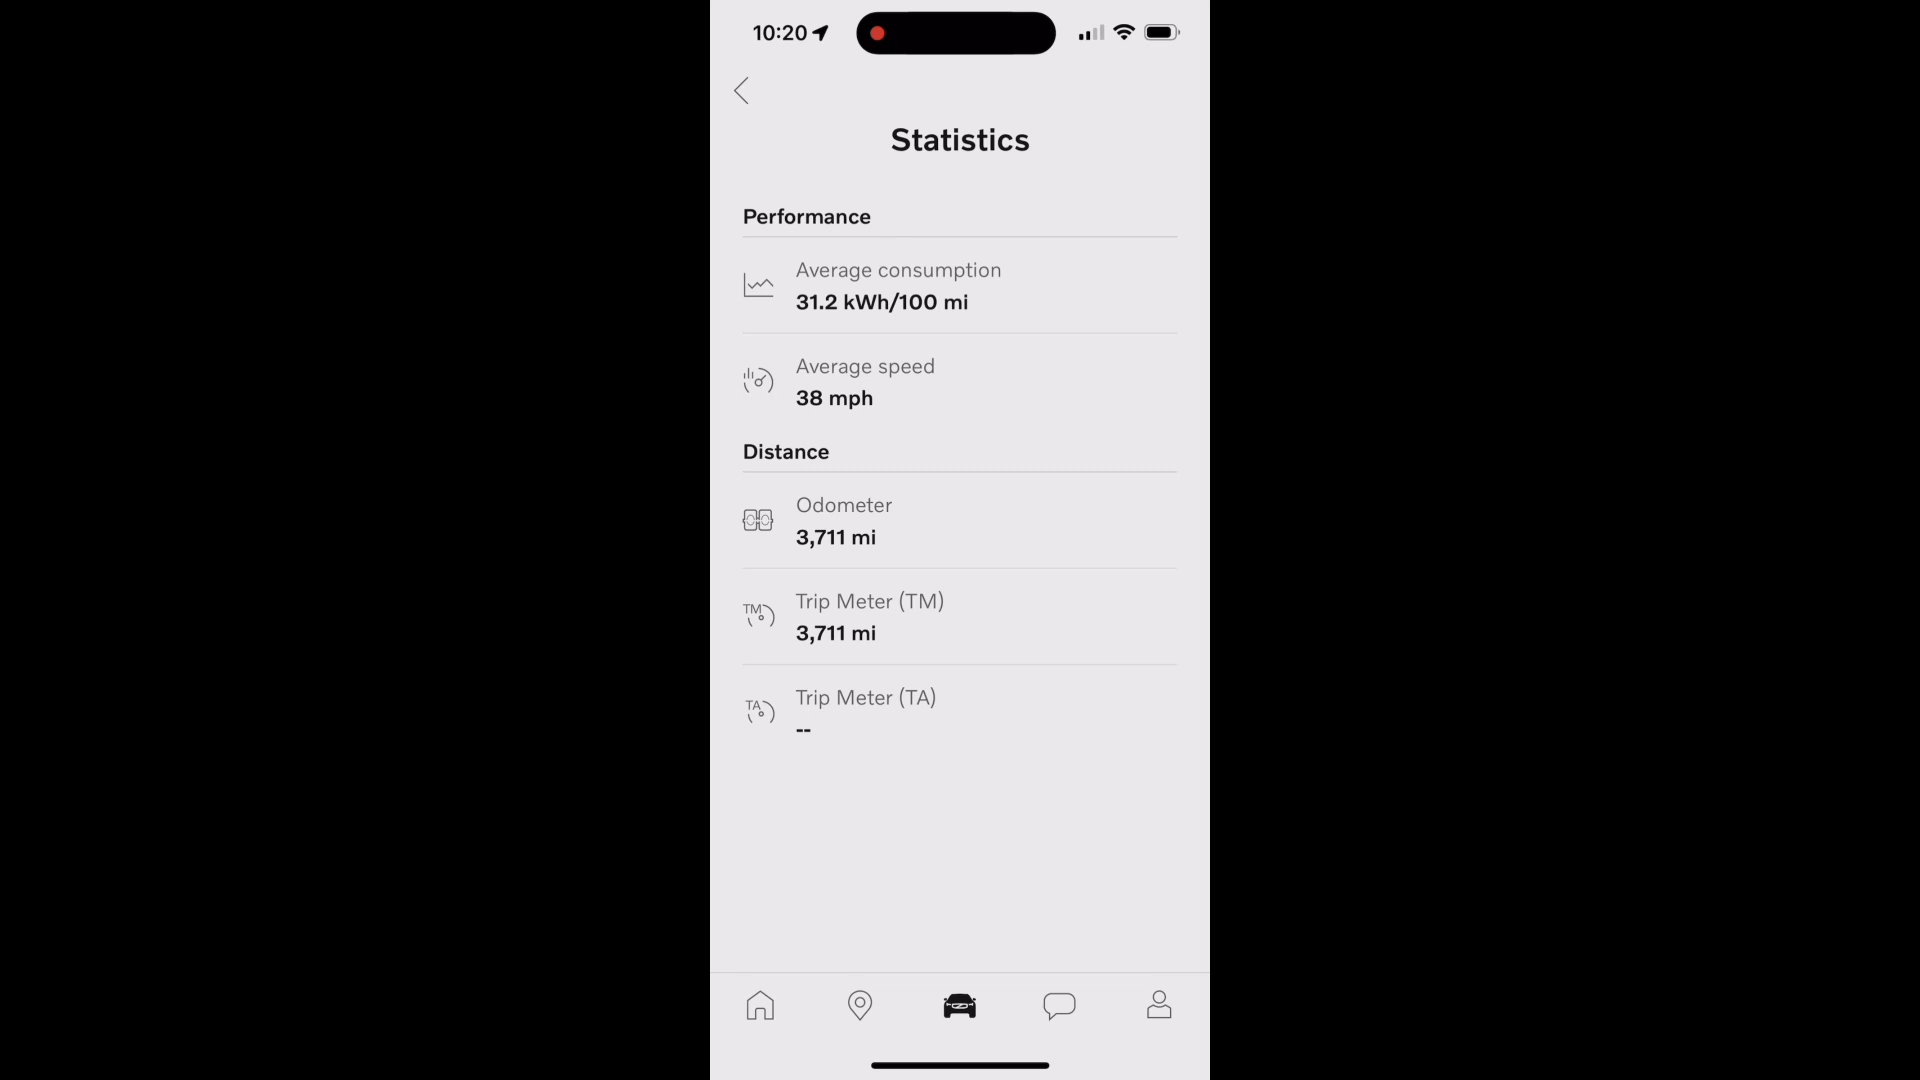 10:20
Statistics
Performance
Average consumption
31.2 kWh/100 mi
Average speed
38 mph
Distance
Odometer
3,711 mi
TM
Trip Meter (TM)
3,711 mi
TA
Trip Meter (TA)
--